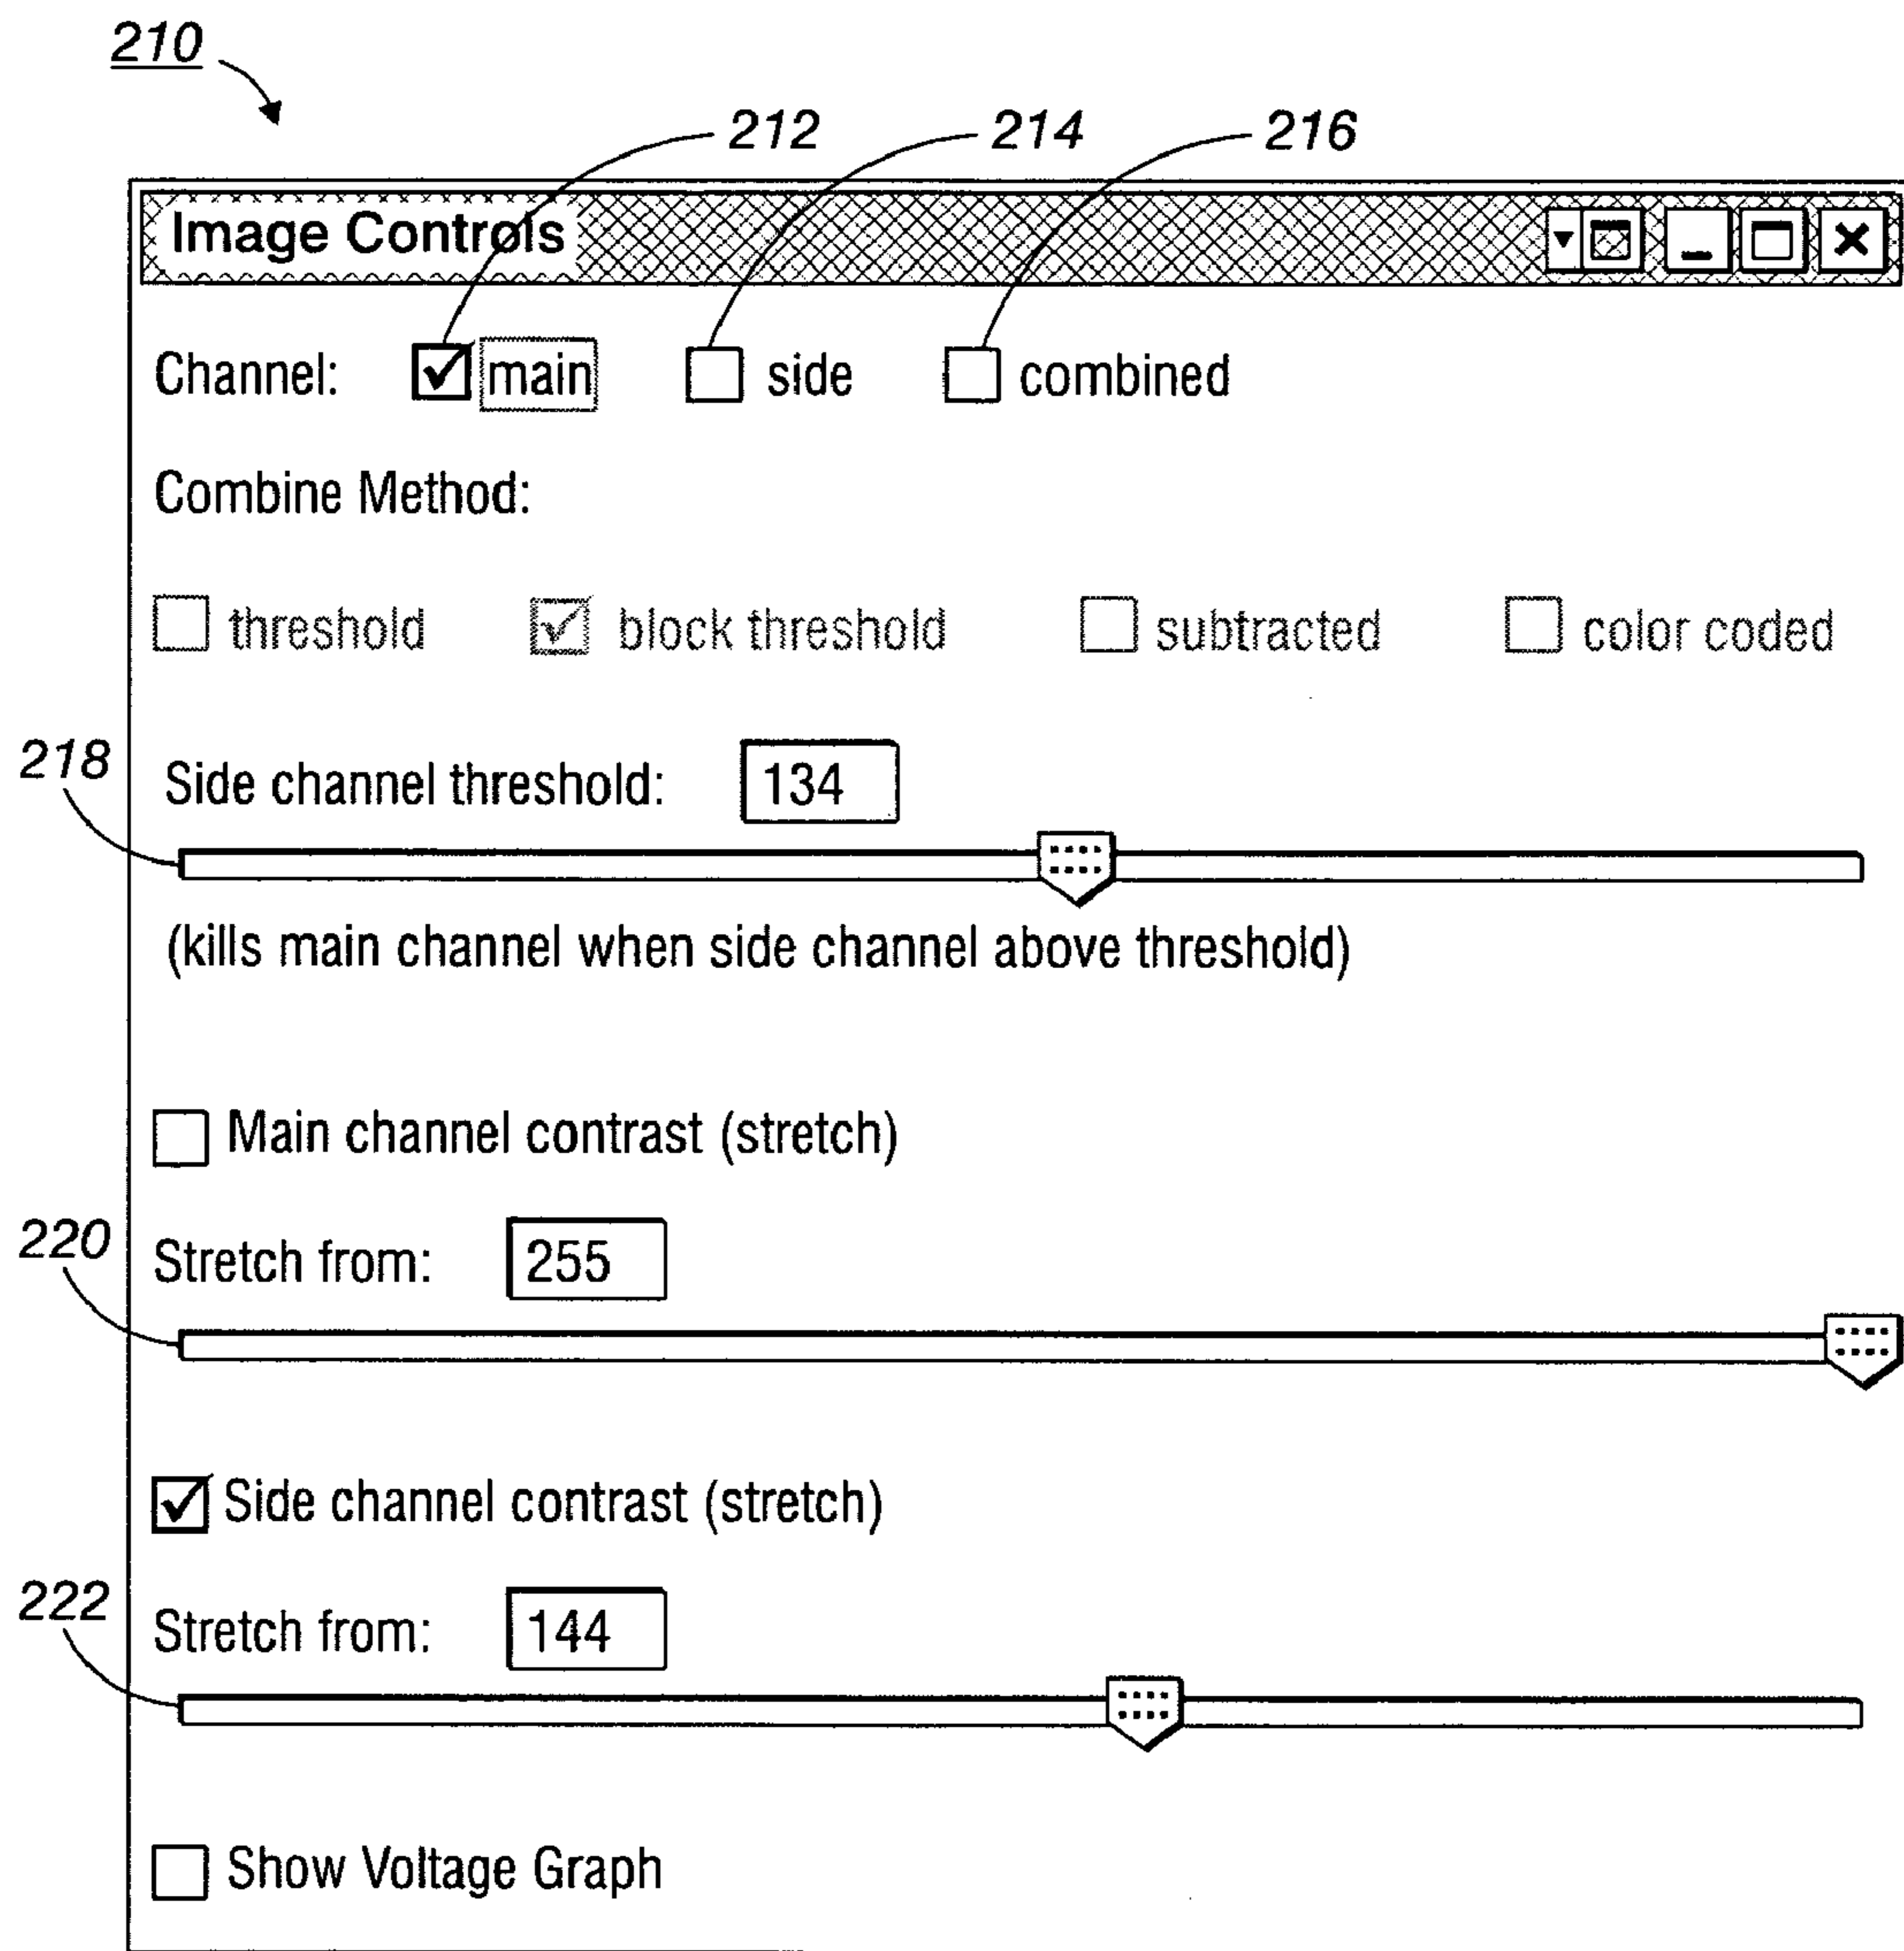 210
212 214 216
Image Controls
Channel: main side combined
Combine Method:
threshold block threshold subtracted color coded
218
Side channel threshold: 134
(kills main channel when side channel above threshold)
Main channel contrast (stretch)
220
Stretch from: 255
Side channel contrast (stretch)
222
Stretch from: 144
Show Voltage Graph